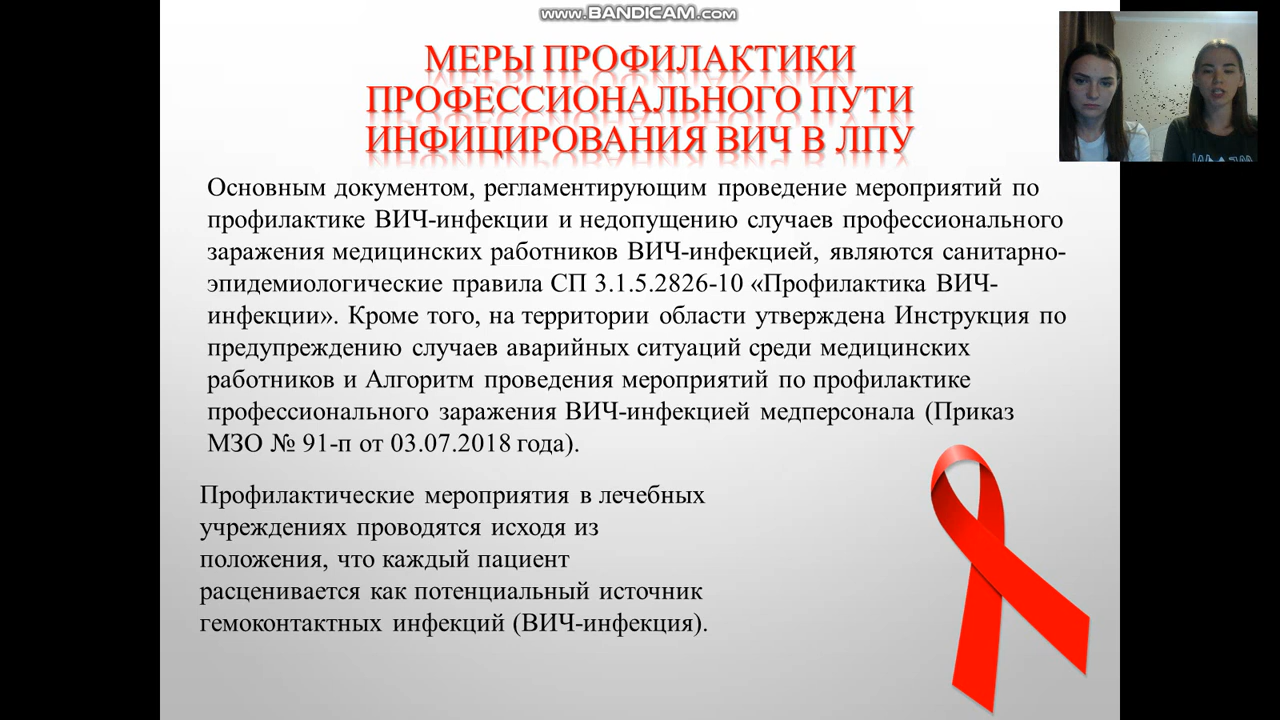 www.BANDICAM.com
МЕРЫ ПРОФИЛАКТИКИ
ПРОФЕССИОНАЛЬНОГО ПУТИ
ИНФИЦИРОВАНИЯ ВИЧ В ЛПУ
Основным документом, регламентирующим проведение мероприятий по
профилактике ВИЧ-инфекции и недопущению случаев профессионального
заражения медицинских работников ВИЧ-инфекцией, являются санитарно-
эпидемиологические правила СП 3.1.5.2826-10 «Профилактика ВИЧ-
инфекции». Кроме того, на территории области утверждена Инструкция по
предупреждению случаев аварийных ситуаций среди медицинских
работников и Алгоритм проведения мероприятий по профилактике
профессионального заражения ВИЧ-инфекцией медперсонала (Приказ
МЗО № 91-п от 03.07.2018 года).
Профилактические мероприятия в лечебных
учреждениях проводятся исходя из
положения, что каждый пациент
расценивается как потенциальный источник
гемоконтактных инфекций (ВИЧ-инфекция).